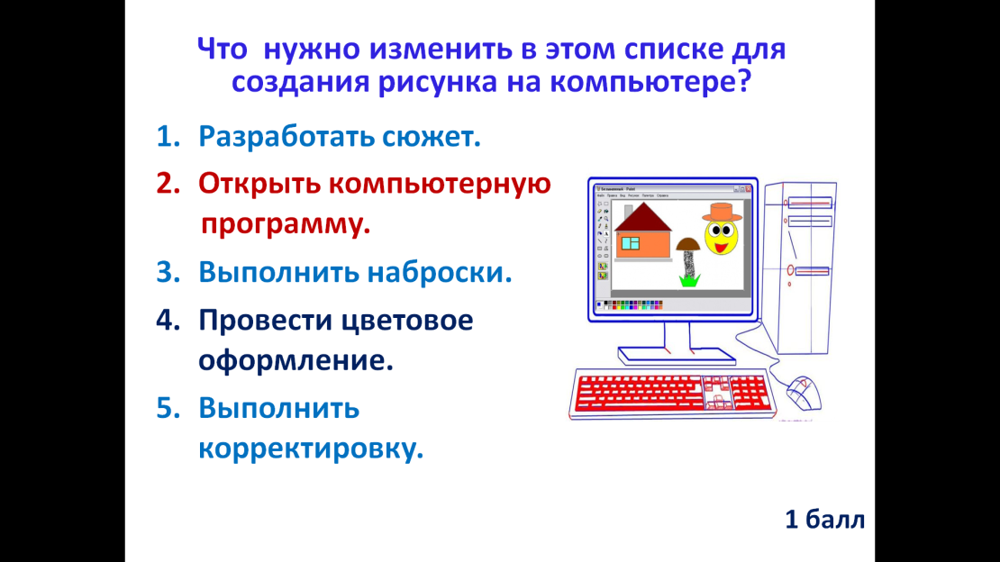 Что нужно изменить в этом списке для
создания рисунка на компьютере?
1. Разработать сюжет.
2. Открыть компьютерную
программу.
3. Выполнить наброски.
4. Провести цветовое
оформление.
5. Выполнить
корректировку.
1 балл